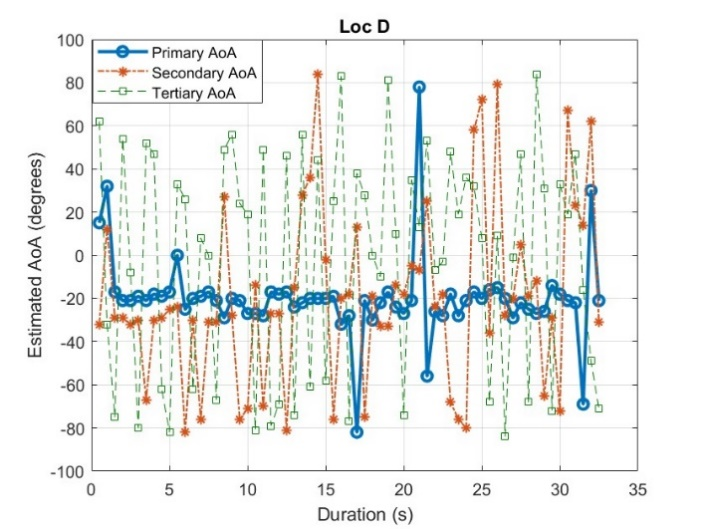 Loc D
Primary AoA
Secondary AoA
Tertiary AoA
Estimated AoA (degrees)
100
80
60
40
20
0
-20
-40
-60
-80
-100
0 5 10 15 20 25 30 35
Duration (s)